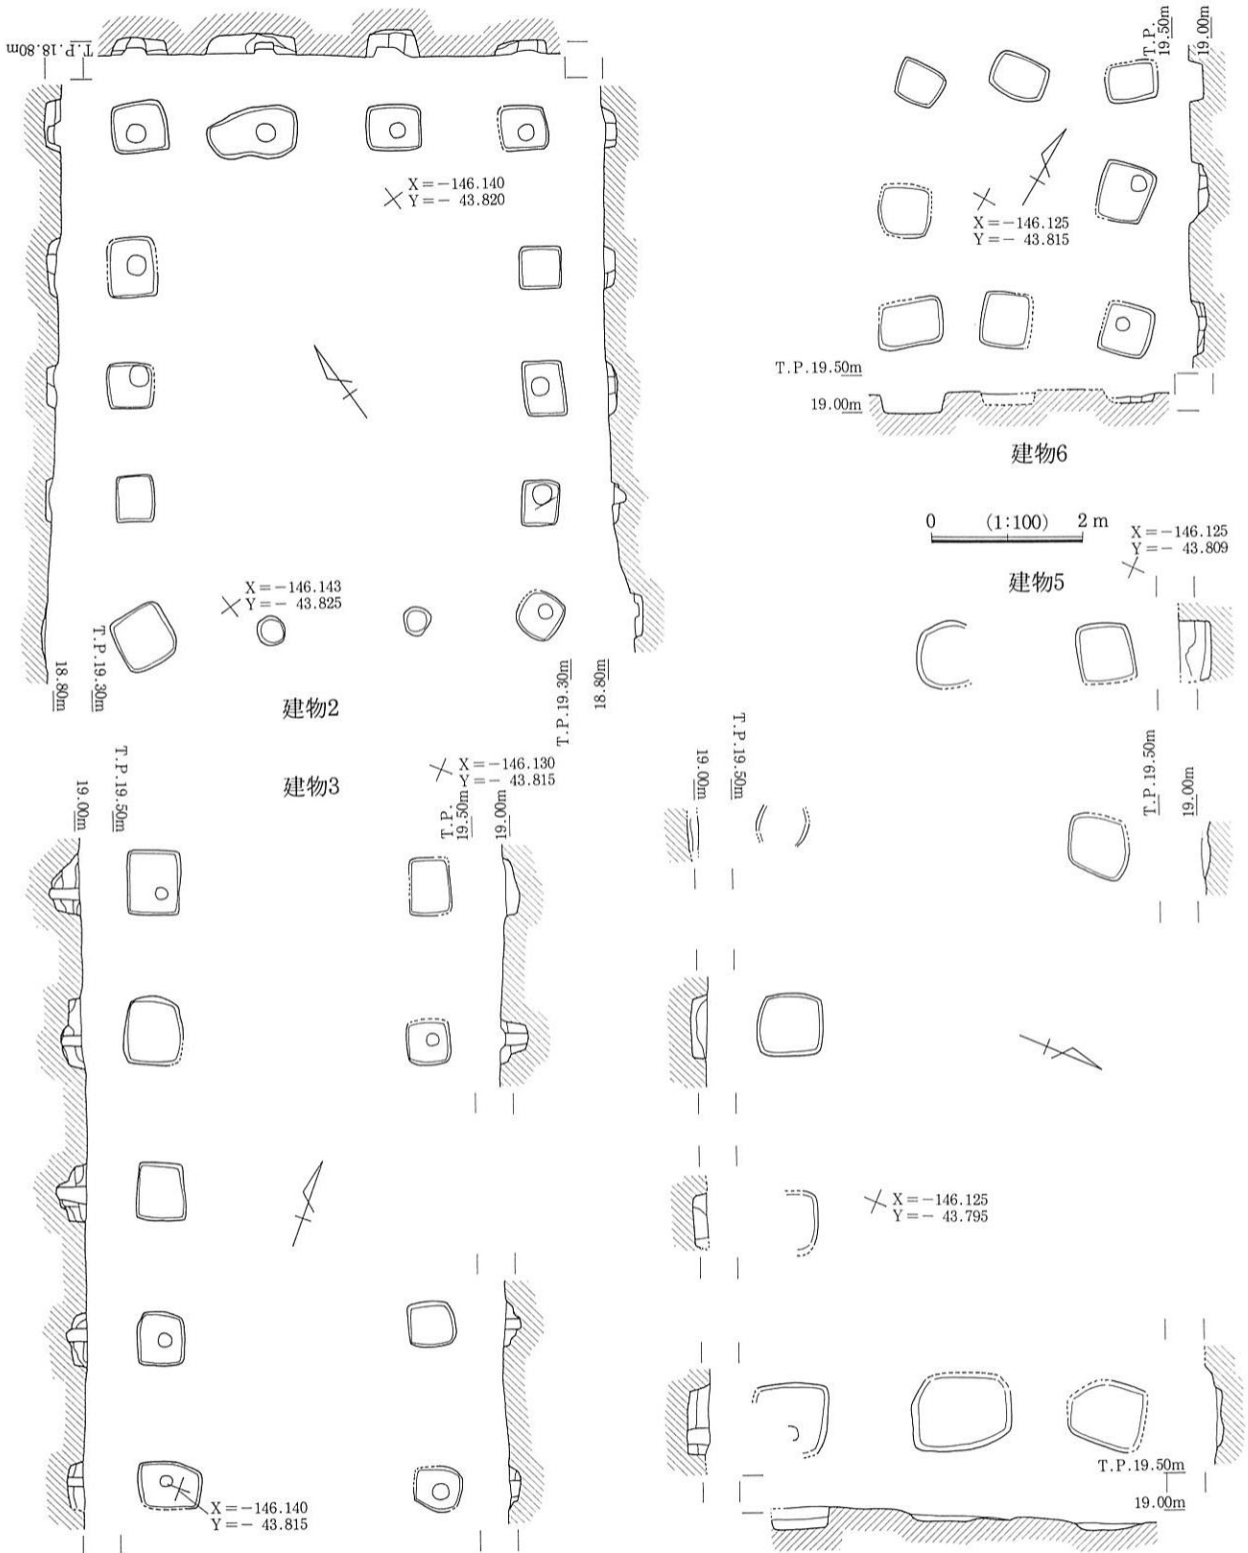 T.P.18.80m
X=-146.140
Y=- 43.820
18.80m
T.P.19.30m
X=-146.143
Y=- 43.825
T.P.19.30m
18.80m
建物2
T.P.
19.50m
19.00m
X=-146.125
Y=- 43.815
T.P.19.50m
19.00m
建物6
0 (1:100) 2 m
建物5
X=-146.125
Y=- 43.809
建物3
19.00m
T.P.19.50m
X=-146.130
Y=- 43.815
T.P.
19.50m
19.00m
X=-146.140
Y=- 43.815
19.00m
T.P.19.50m
T.P.19.50m
19.00m
X=-146.125
Y=- 43.795
T.P.19.50m
19.00m